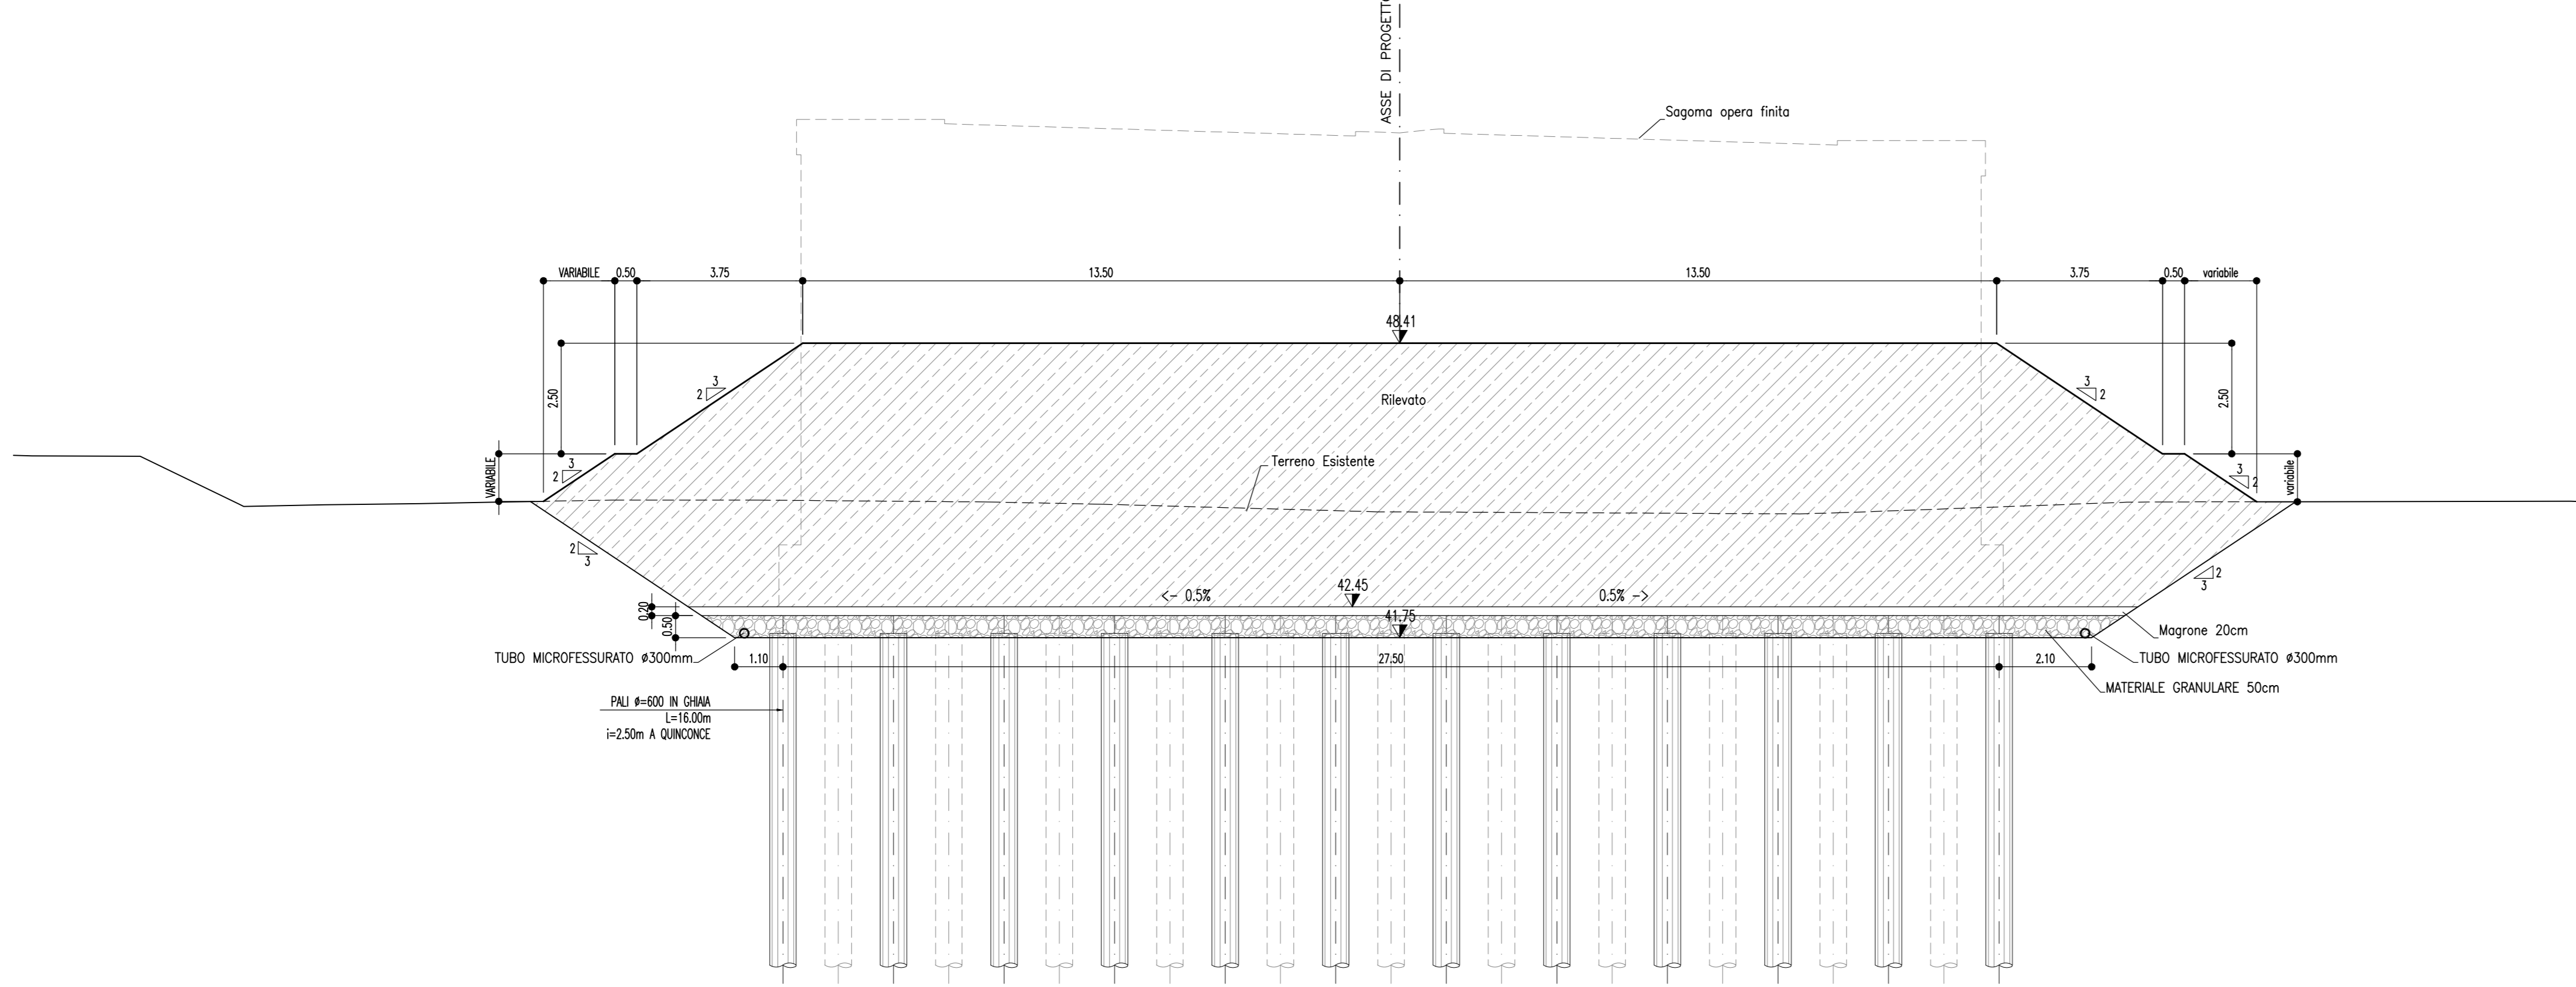 ASSE DI PROGETTO
Sagoma opera finita
VARIABILE
0.50
3.75
13.50
13.50
3.75
0.50
variabile
48.41
2.50
3
2
3
2
2.50
Rilevato
VARIABILE
3
2
Terreno Esistente
3
2
variabile
2
3
2
3
<- 0.5%
42.45
0.5% ->
0.20
0.50
41.75
Magrone 20cm
TUBO MICROFESSURATO ø300mm
1.10
27.50
2.10
TUBO MICROFESSURATO ø300mm
MATERIALE GRANULARE 50cm
PALI ø=600 IN GHIAIA
L=16.00m
i=2.50m A QUINCONCE